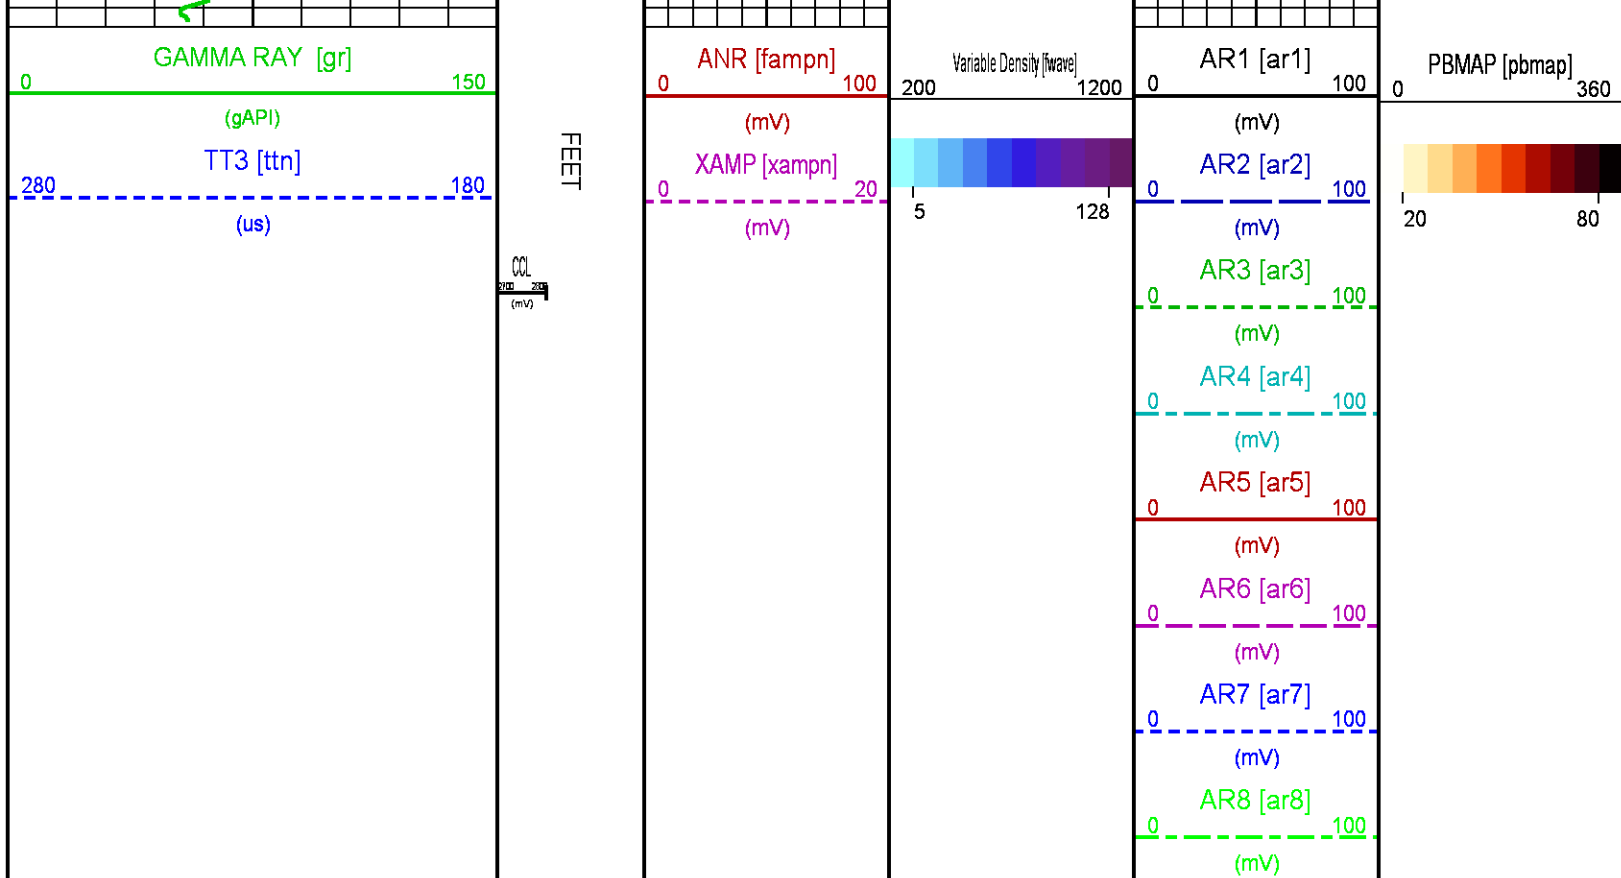 GAMMA RAY [gr]
0 150
(gAPI)
TT3 [ttn]
280 180
(us)
CCL
(mV)
FEET
ANR [fampn]
0 100
(mV)
XAMP [xampn]
0 20
(mV)
Variable Density [fwave]
200 1200
5 128
AR1 [ar1]
0 100
(mV)
AR2 [ar2]
0 100
(mV)
AR3 [ar3]
0 100
(mV)
AR4 [ar4]
0 100
(mV)
AR5 [ar5]
0 100
(mV)
AR6 [ar6]
0 100
(mV)
AR7 [ar7]
0 100
(mV)
AR8 [ar8]
0 100
(mV)
PBMAP [pbmap]
0 360
20 80